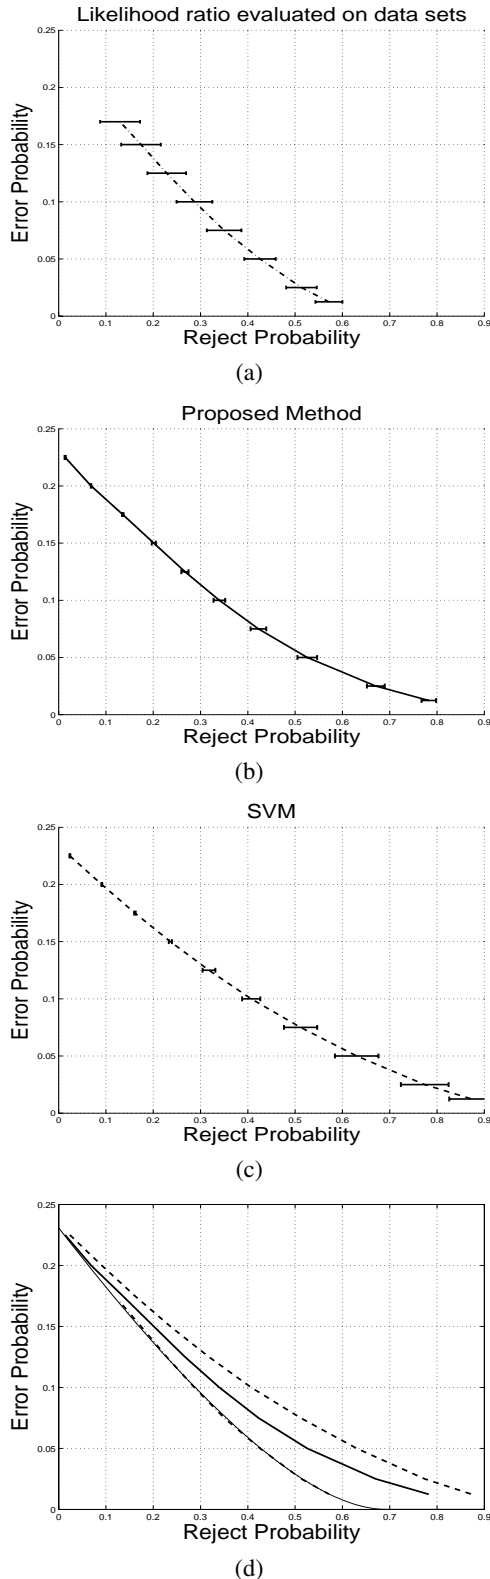 Likelihood ratio evaluated on data sets
0.25
0.2
0.15
0.1
0.05
0
Error Probability
0 0.1 0.2 0.3 0.4 0.5 0.6 0.7 0.8 0.9
Reject Probability
(a)
Proposed Method
0.25
0.2
0.15
0.1
0.05
0
Error Probability
0 0.1 0.2 0.3 0.4 0.5 0.6 0.7 0.8 0.9
Reject Probability
(b)
SVM
0.25
0.2
0.15
0.1
0.05
0
Error Probability
0 0.1 0.2 0.3 0.4 0.5 0.6 0.7 0.8 0.9
Reject Probability
(c)
0.25
0.2
0.15
0.1
0.05
0
Error Probability
0 0.1 0.2 0.3 0.4 0.5 0.6 0.7 0.8 0.9
Reject Probability
(d)